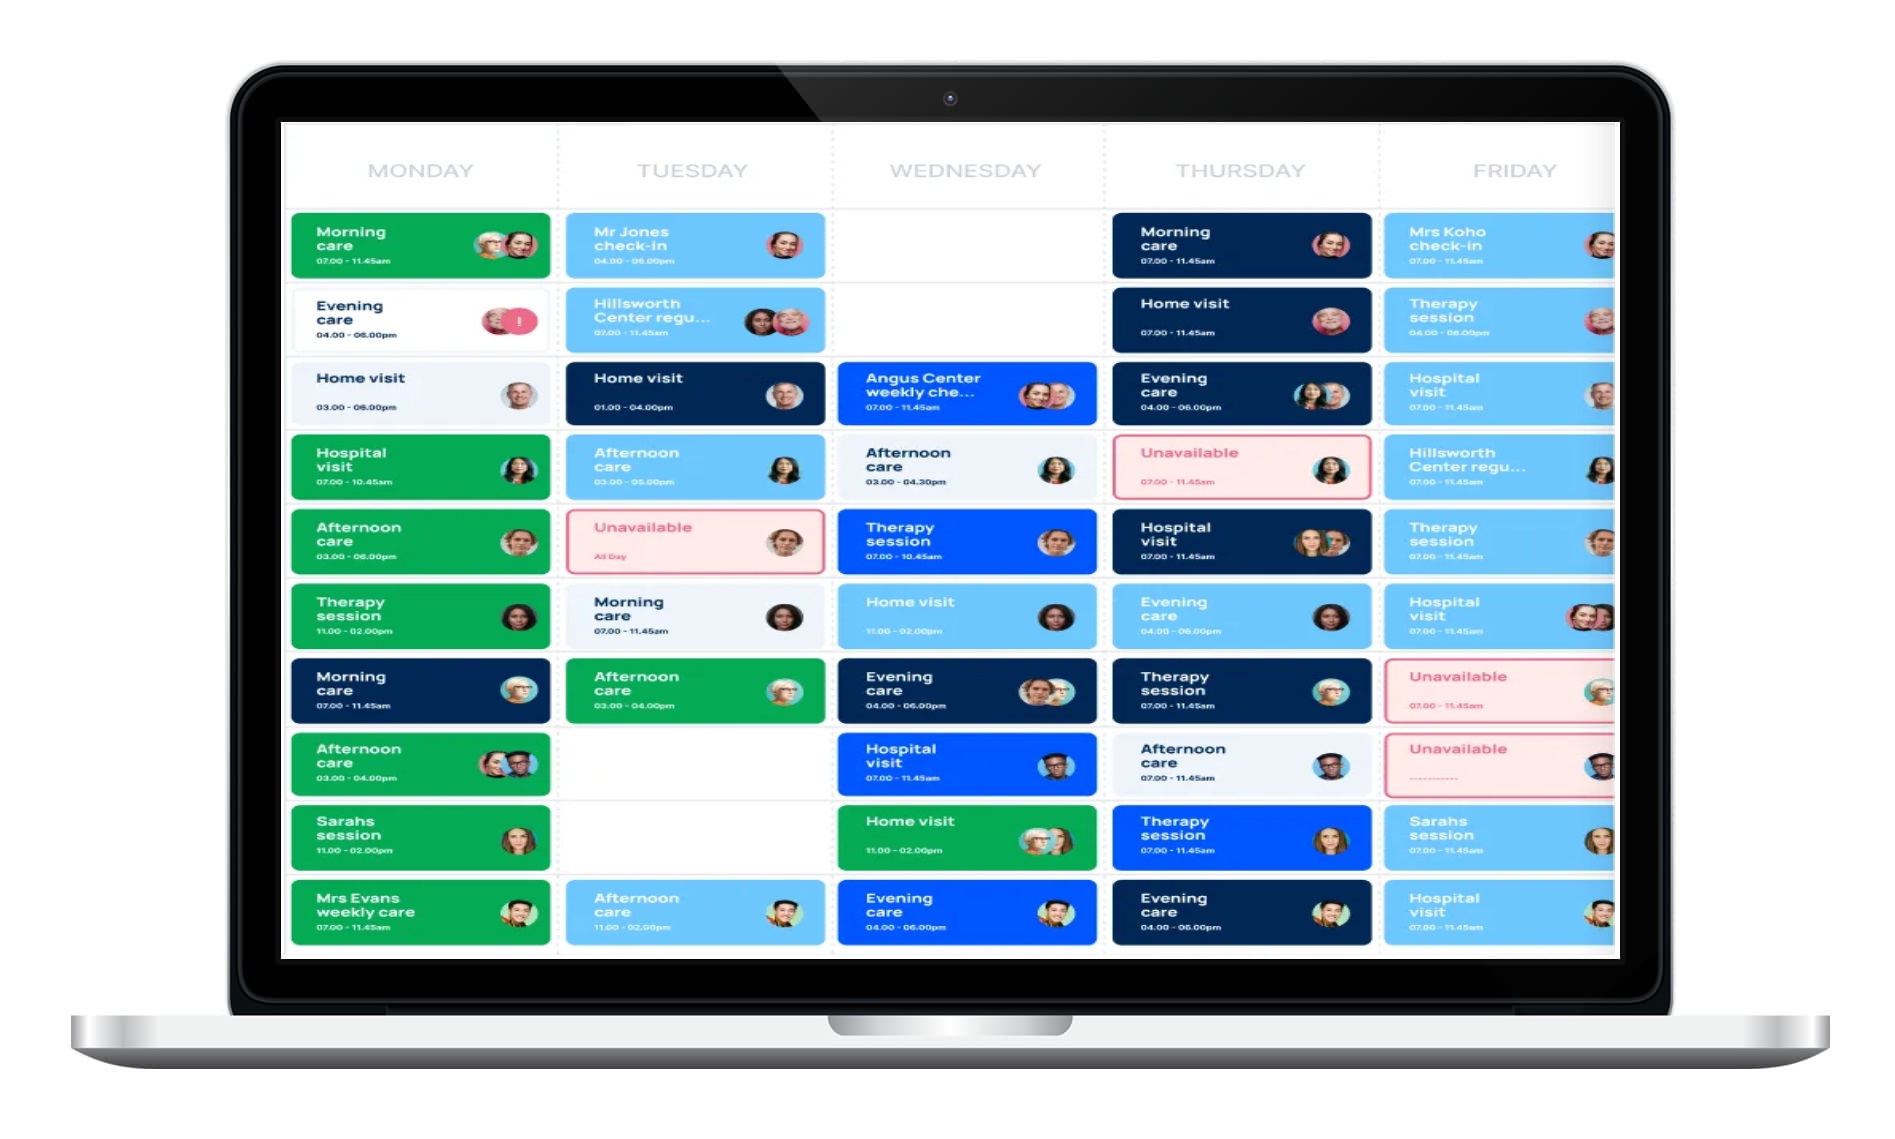 MONDAY TUESDAY WEDNESDAY THURSDAY FRIDAY
Morning
care
07.00 - 11.45am
Mr Jones
check-in
04.00 - 06.00pm
Morning
care
07.00 - 11.45am
Mrs Koho
check-in
07.00 - 11.45am
Evening
care
04.00 - 06.00pm
!
Hillsworth
Center regu...
07.00 - 11.45am
Home visit
07.00 - 11.45am
Therapy
session
04.00 - 06.00pm
Home visit
03.00 - 06.00pm
Home visit
01.00 - 04.00pm
Angus Center
weekly che...
07.00 - 11.45am
Evening
care
04.00 - 06.00pm
Hospital
visit
07.00 - 11.45am
Hospital
visit
07.00 - 10.45am
Afternoon
care
03.00 - 05.00pm
Afternoon
care
03.00 - 04.30pm
Unavailable
07.00 - 11.45am
Hillsworth
Center regu...
07.00 - 11.45am
Afternoon
care
03.00 - 06.00pm
Unavailable
All Day
Therapy
session
07.00 - 10.45am
Hospital
visit
07.00 - 11.45am
Therapy
session
07.00 - 11.45am
Therapy
session
11.00 - 02.00pm
Morning
care
07.00 - 11.45am
Home visit
11.00 - 02.00pm
Evening
care
04.00 - 06.00pm
Hospital
visit
07.00 - 11.45am
Morning
care
07.00 - 11.45am
Afternoon
care
03.00 - 04.00pm
Evening
care
04.00 - 06.00pm
Therapy
session
07.00 - 11.45am
Unavailable
07.00 - 11.45am
Afternoon
care
03.00 - 04.00pm
Hospital
visit
07.00 - 11.45am
Afternoon
care
07.00 - 11.45am
Unavailable
Sarahs
session
11.00 - 02.00pm
Home visit
11.00 - 02.00pm
Therapy
session
07.00 - 11.45am
Sarahs
session
07.00 - 11.45am
Mrs Evans
weekly care
07.00 - 11.45am
Afternoon
care
11.00 - 02.00pm
Evening
care
04.00 - 06.00pm
Evening
care
04.00 - 06.00pm
Hospital
visit
07.00 - 11.45am